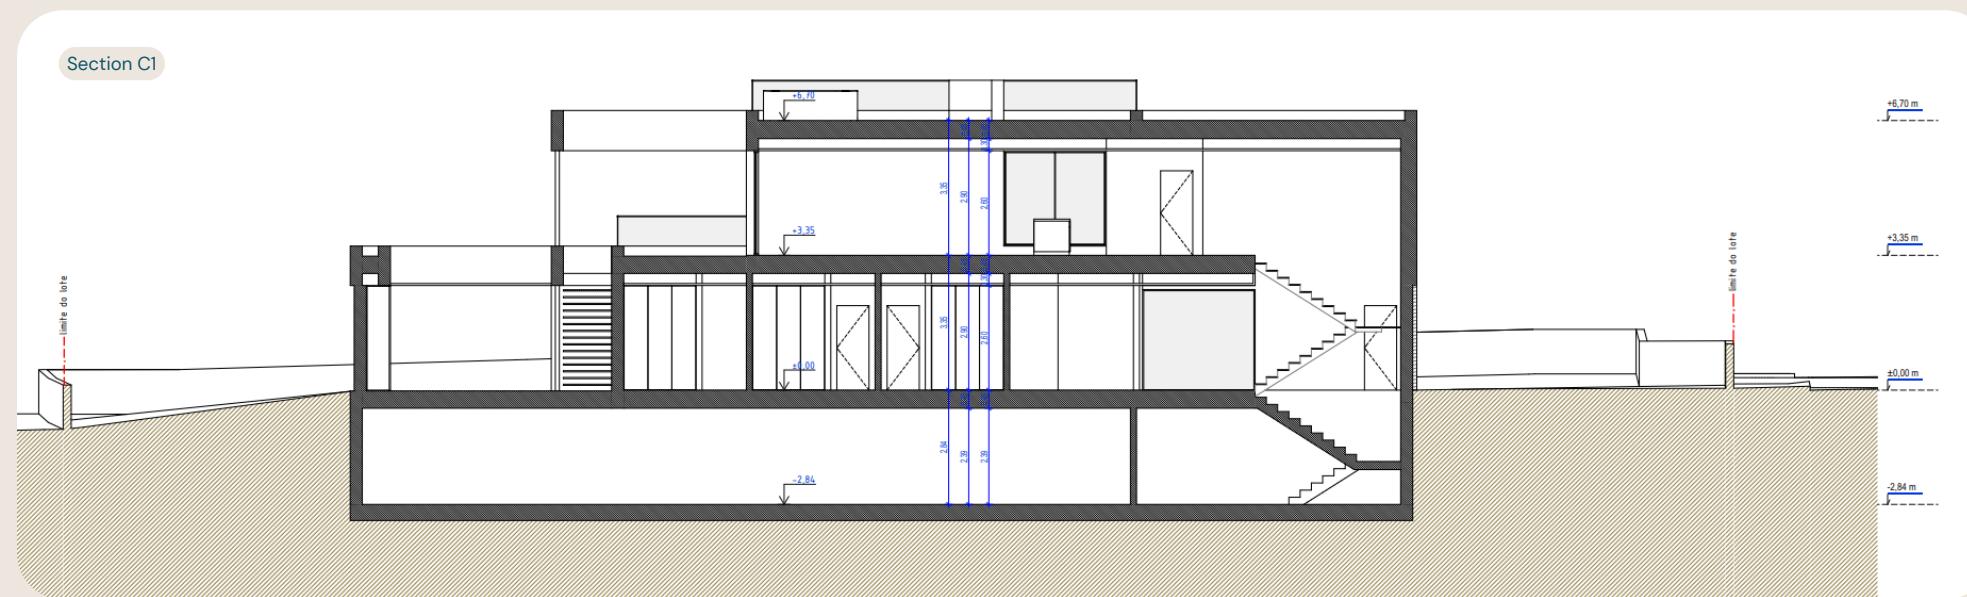 Section C1
+6,70
+6,70 m
3,35
2,90
2,60
+3,35
+3,35 m
limite do lote
limite do lote
3,35
2,90
2,60
±0,00
±0,00 m
2,84
2,39
2,39
-2,84
-2,84 m